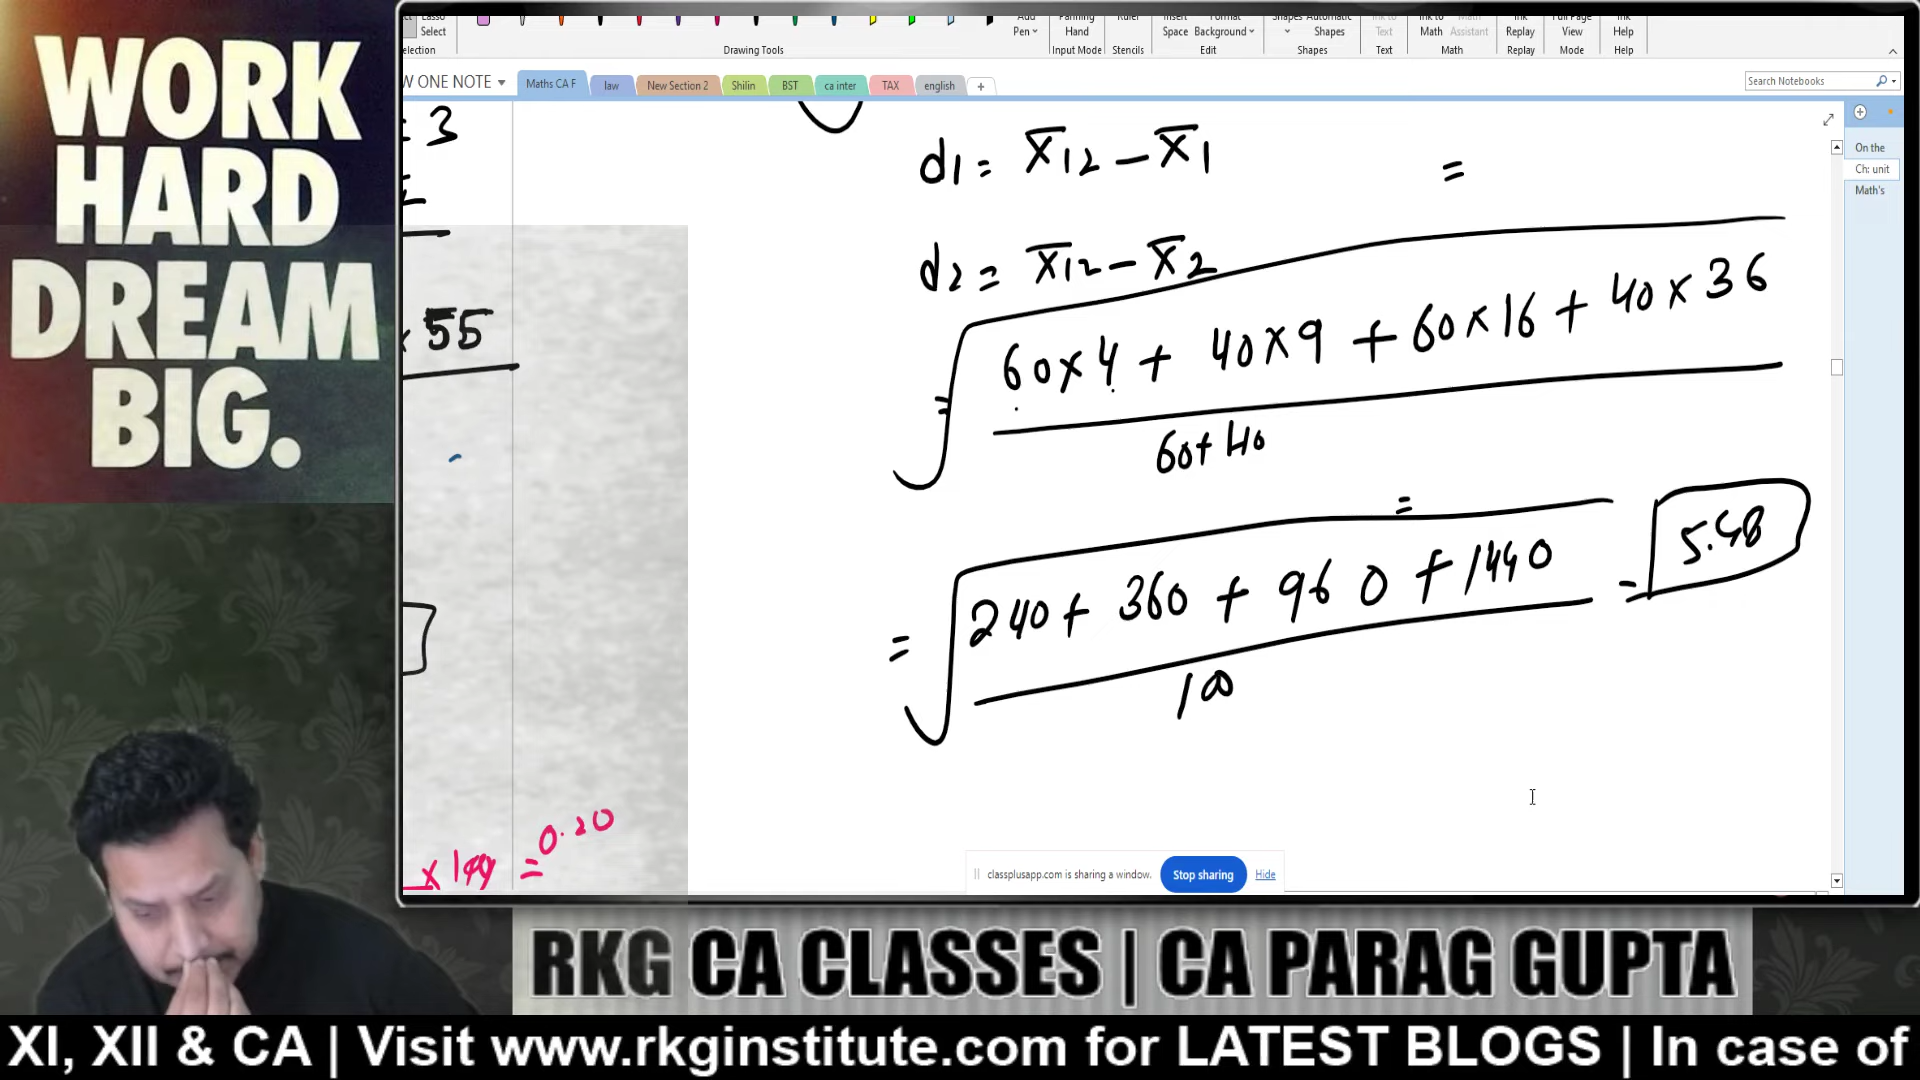 WORK
HARD
DREAM
BIG.
Lasso
Select
Add
Pen
Panning
Hand
Ruler
Insert
Space
Format
Background
Shapes
Automatic
Shapes
Ink to
Text
Ink to
Math
Math
Assistant
Ink
Replay
Full Page
View
Ink
Help
Drawing Tools
Input Mode
Stencils
Edit
Shapes
Text
Math
Replay
Mode
Help
W ONE NOTE
Maths CA F
law
New Section 2
Shilin
BST
ca inter
TAX
english
+
Search Notebooks
On the
Ch: unit
Math's
= 3
x 55
x 100 = 0.20
d1 = X̅12 - X̅1
=
d2 = X̅12 - X̅2
= √ 60x4 + 40x9 + 60x16 + 40x36
60+40
=
= √ 240 + 360 + 960 + 1440 = 5.48
100
classplusapp.com is sharing a window.
Stop sharing
Hide
RKG CA CLASSES | CA PARAG GUPTA
XI, XII & CA | Visit www.rkginstitute.com for LATEST BLOGS | In case of